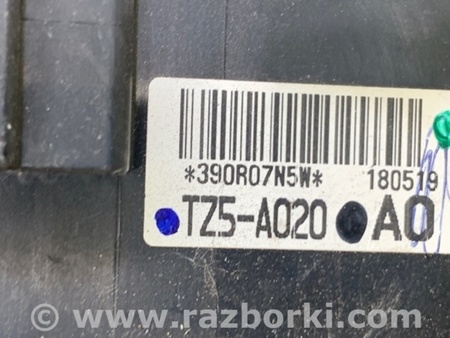 *390R07N5W* 180519
TZ5-A020 A0
www.razborki.com